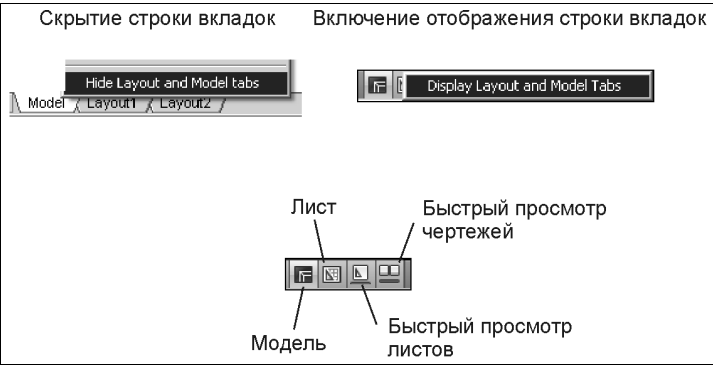 Скрытие строки вкладок
Включение отображения строки вкладок
Hide Layout and Model tabs
Model Layout1 Layout2
Display Layout and Model Tabs
Лист
Быстрый просмотр
чертежей
Модель
Быстрый просмотр
листов